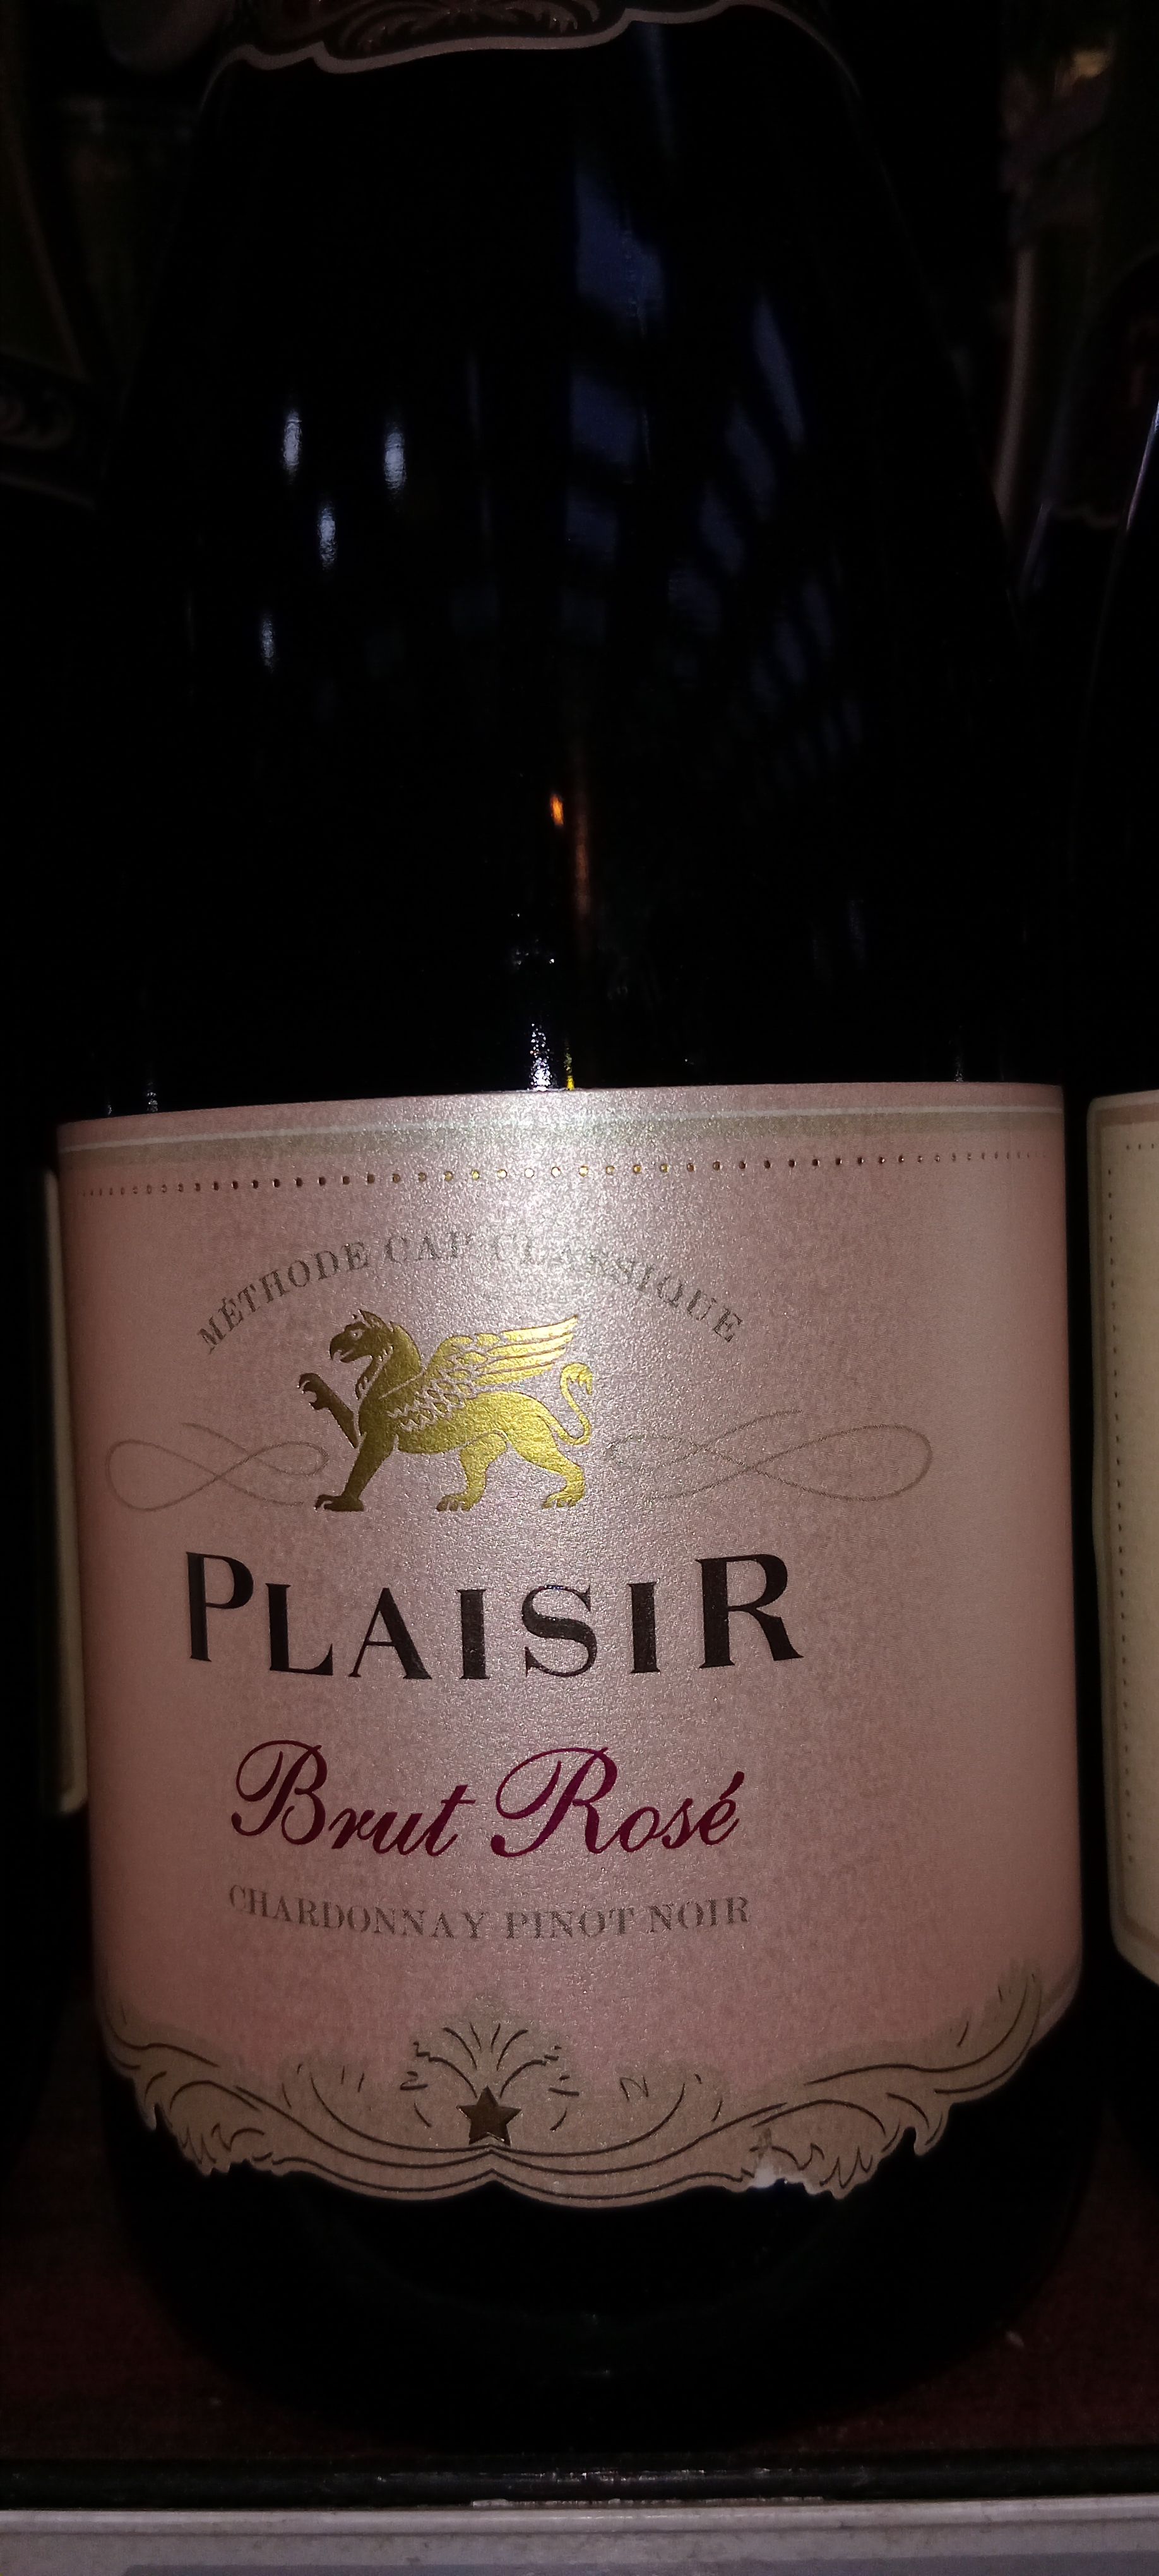 MÉTHODE CAP CLASSIQUE
PLAISIR
Brut Rosé
CHARDONNAY PINOT NOIR